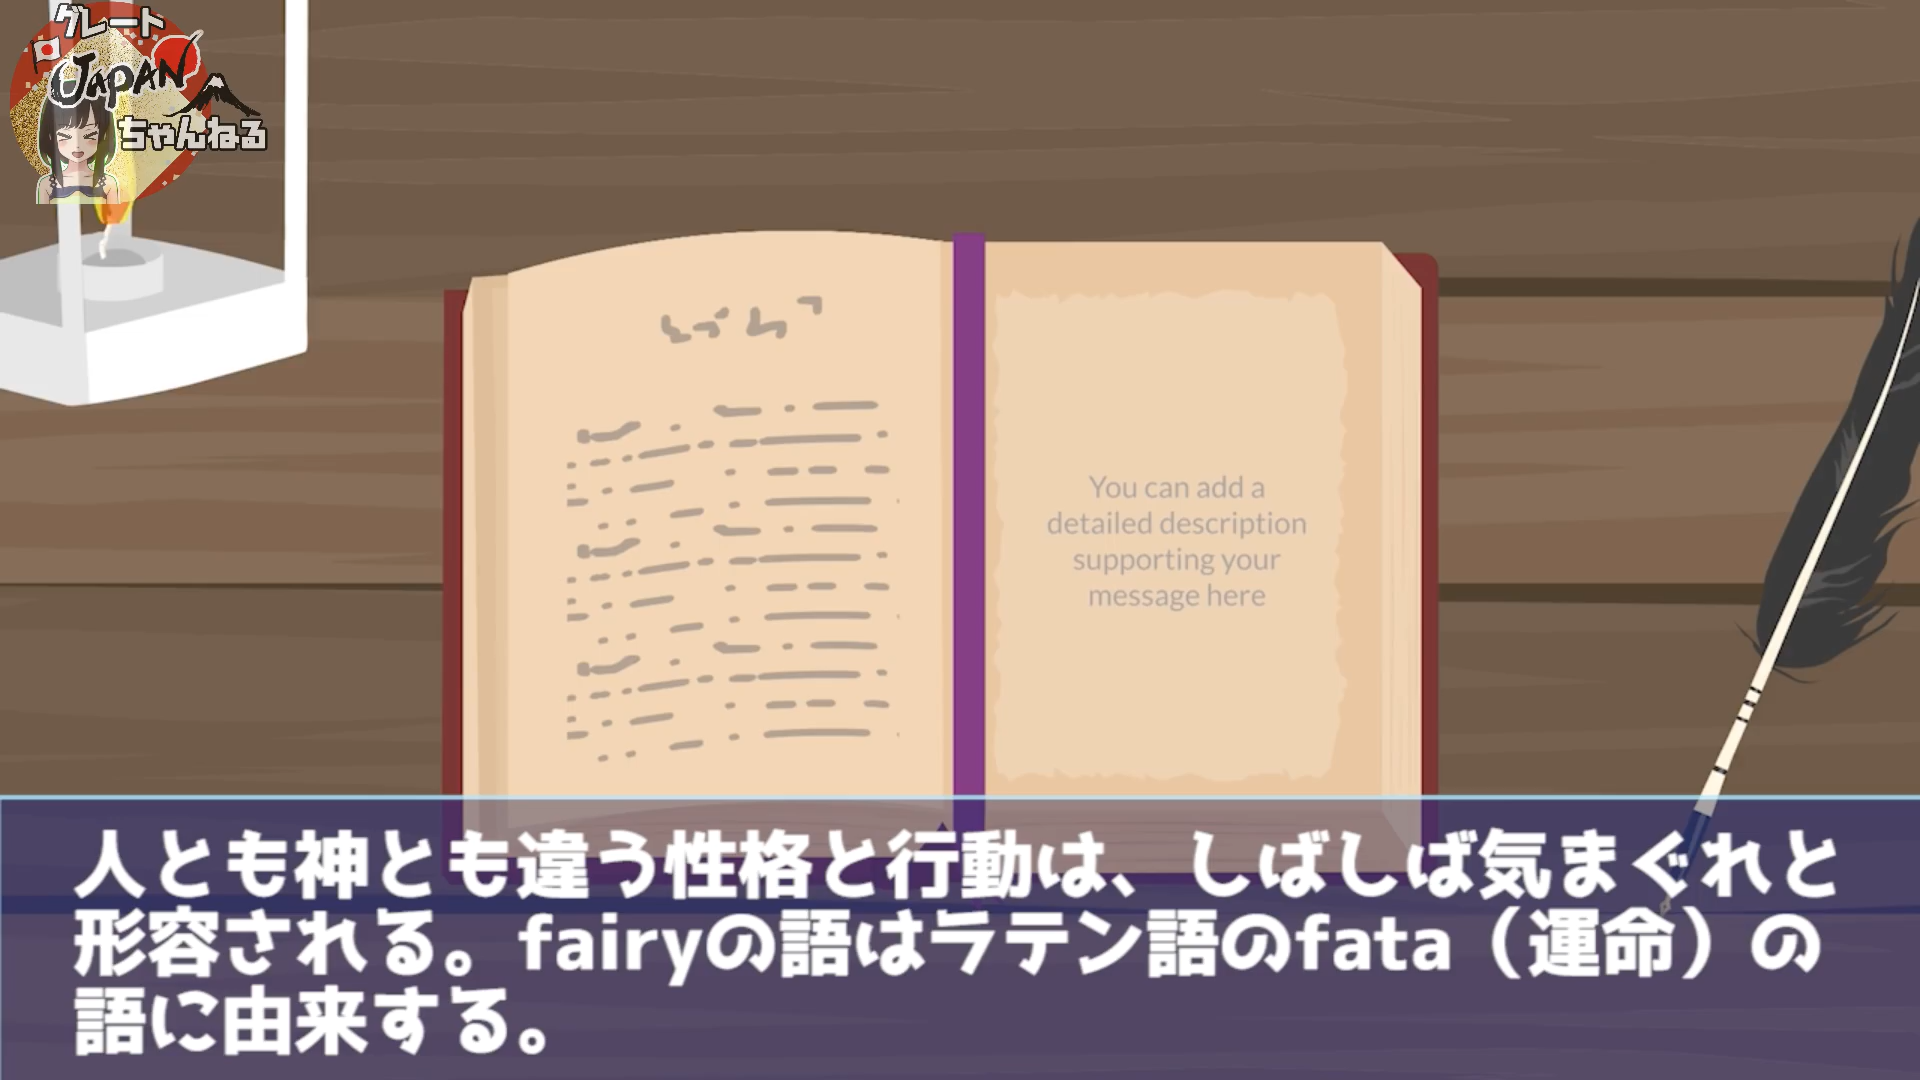 グレート
JAPAN
ちゃんねる
You can add a
detailed description
supporting your
message here
人とも神とも違う性格と行動は、しばしば気まぐれと
形容される。fairyの語はラテン語のfata（運命）の
語に由来する。